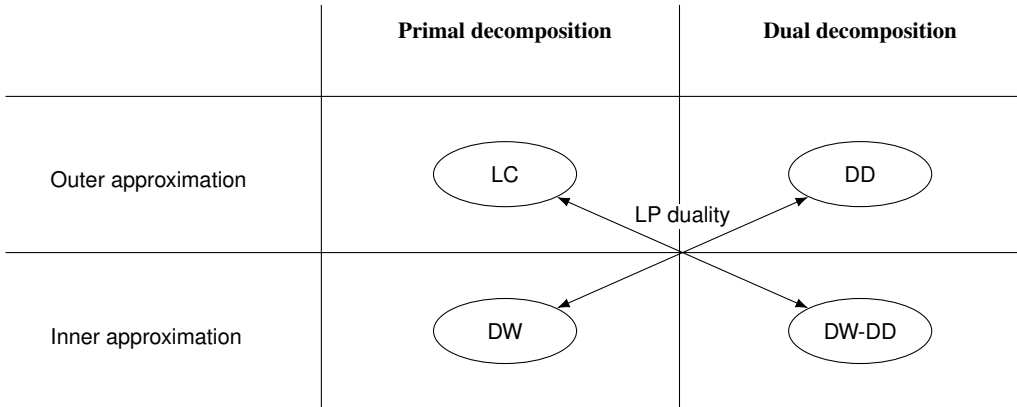 Primal decomposition Dual decomposition
Outer approximation LC DD
LP duality
Inner approximation DW DW-DD